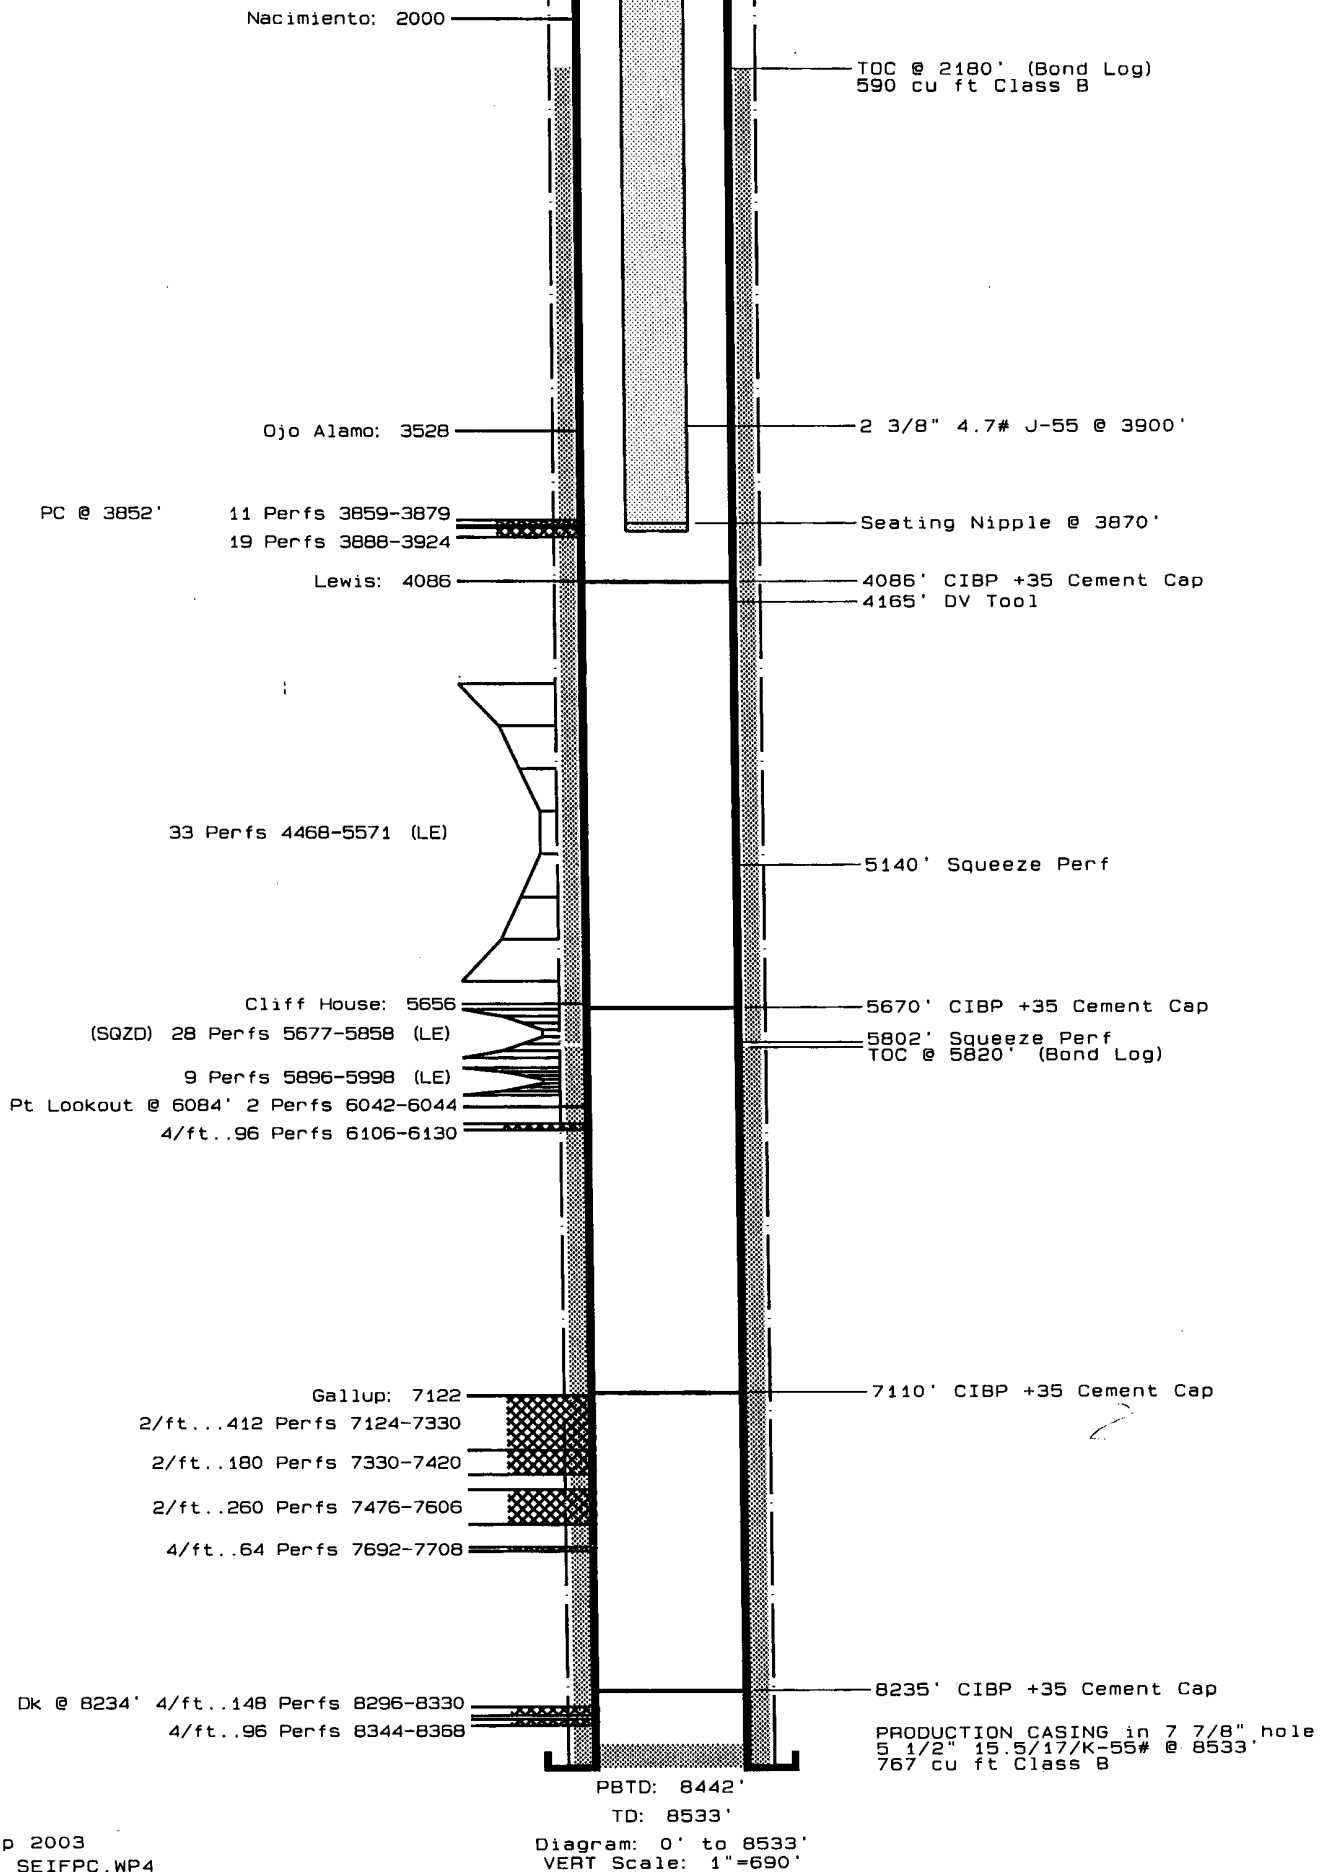 Nacimiento: 2000
TOC @ 2180' (Bond Log)
590 cu ft Class B
Ojo Alamo: 3528
2 3/8" 4.7# J-55 @ 3900'
PC @ 3852' 11 Perfs 3859-3879
Seating Nipple @ 3870'
19 Perfs 3888-3924
Lewis: 4086
4086' CIBP +35 Cement Cap
4165' DV Tool
33 Perfs 4468-5571 (LE)
5140' Squeeze Perf
Cliff House: 5656
5670' CIBP +35 Cement Cap
(SQZD) 28 Perfs 5677-5858 (LE)
5802' Squeeze Perf
TOC @ 5820' (Bond Log)
9 Perfs 5896-5998 (LE)
Pt Lookout @ 6084' 2 Perfs 6042-6044
4/ft..96 Perfs 6106-6130
Gallup: 7122
7110' CIBP +35 Cement Cap
2/ft...412 Perfs 7124-7330
2/ft..180 Perfs 7330-7420
2/ft..260 Perfs 7476-7606
4/ft..64 Perfs 7692-7708
Dk @ 8234' 4/ft..148 Perfs 8296-8330
8235' CIBP +35 Cement Cap
4/ft..96 Perfs 8344-8368
PRODUCTION CASING in 7 7/8" hole
5 1/2" 15.5/17/K-55# @ 8533'
767 cu ft Class B
PBTD: 8442'
TD: 8533'
Diagram: 0' to 8533'
VERT Scale: 1"=690'
p 2003
SEIFPC.WP4